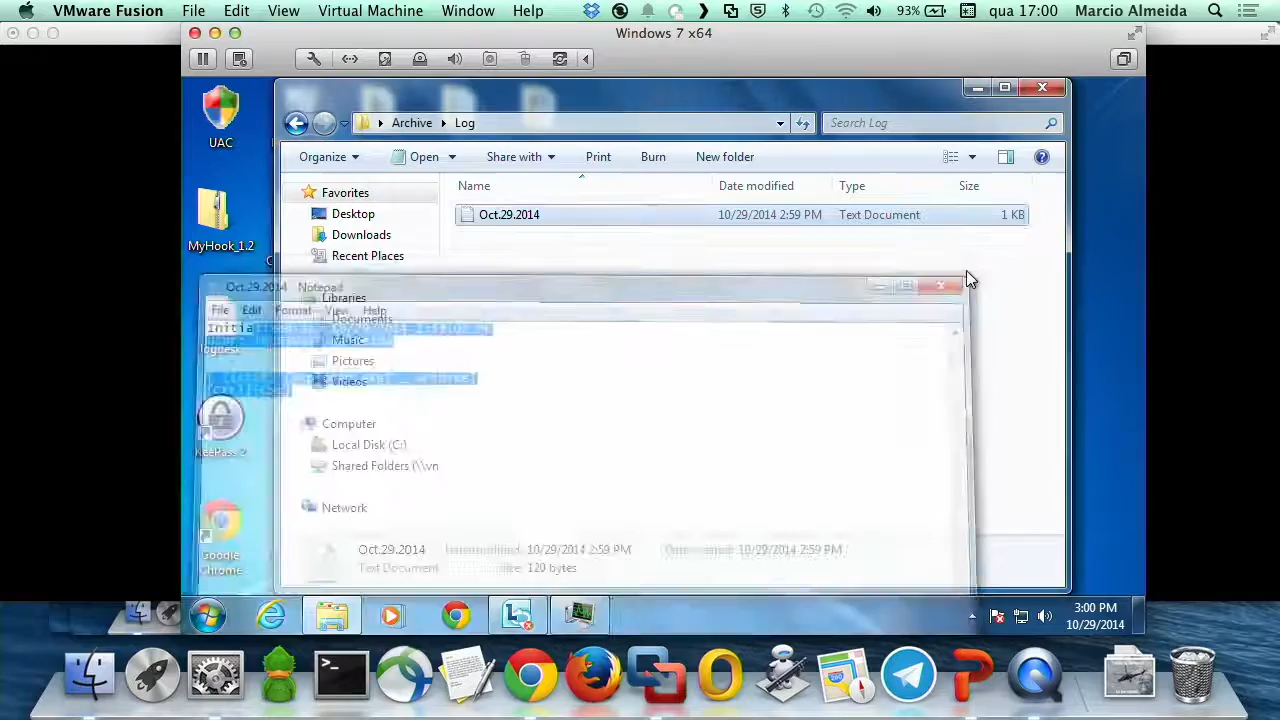 VMware Fusion File Edit View Virtual Machine Window Help 93% qua 17:00 Marcio Almeida
Windows 7 x64
UAC
MyHook_1.2
KeePass 2
Google
Chrome
Archive Log
Search Log
Organize Open Share with Print Burn New folder
Name Date modified Type Size
Oct.29.2014 10/29/2014 2:59 PM Text Document 1 KB
Favorites
Desktop
Downloads
Recent Places
Oct.29.2014 Notepad
Libraries
File Edit Format View Help
Documents
Initia
Music
Pictures
Videos
Computer
Local Disk (C:)
Shared Folders (\\vn
Network
Oct.29.2014 10/29/2014 2:59 PM 10/29/2014 2:59 PM
Text Document 120 bytes
3:00 PM
10/29/2014